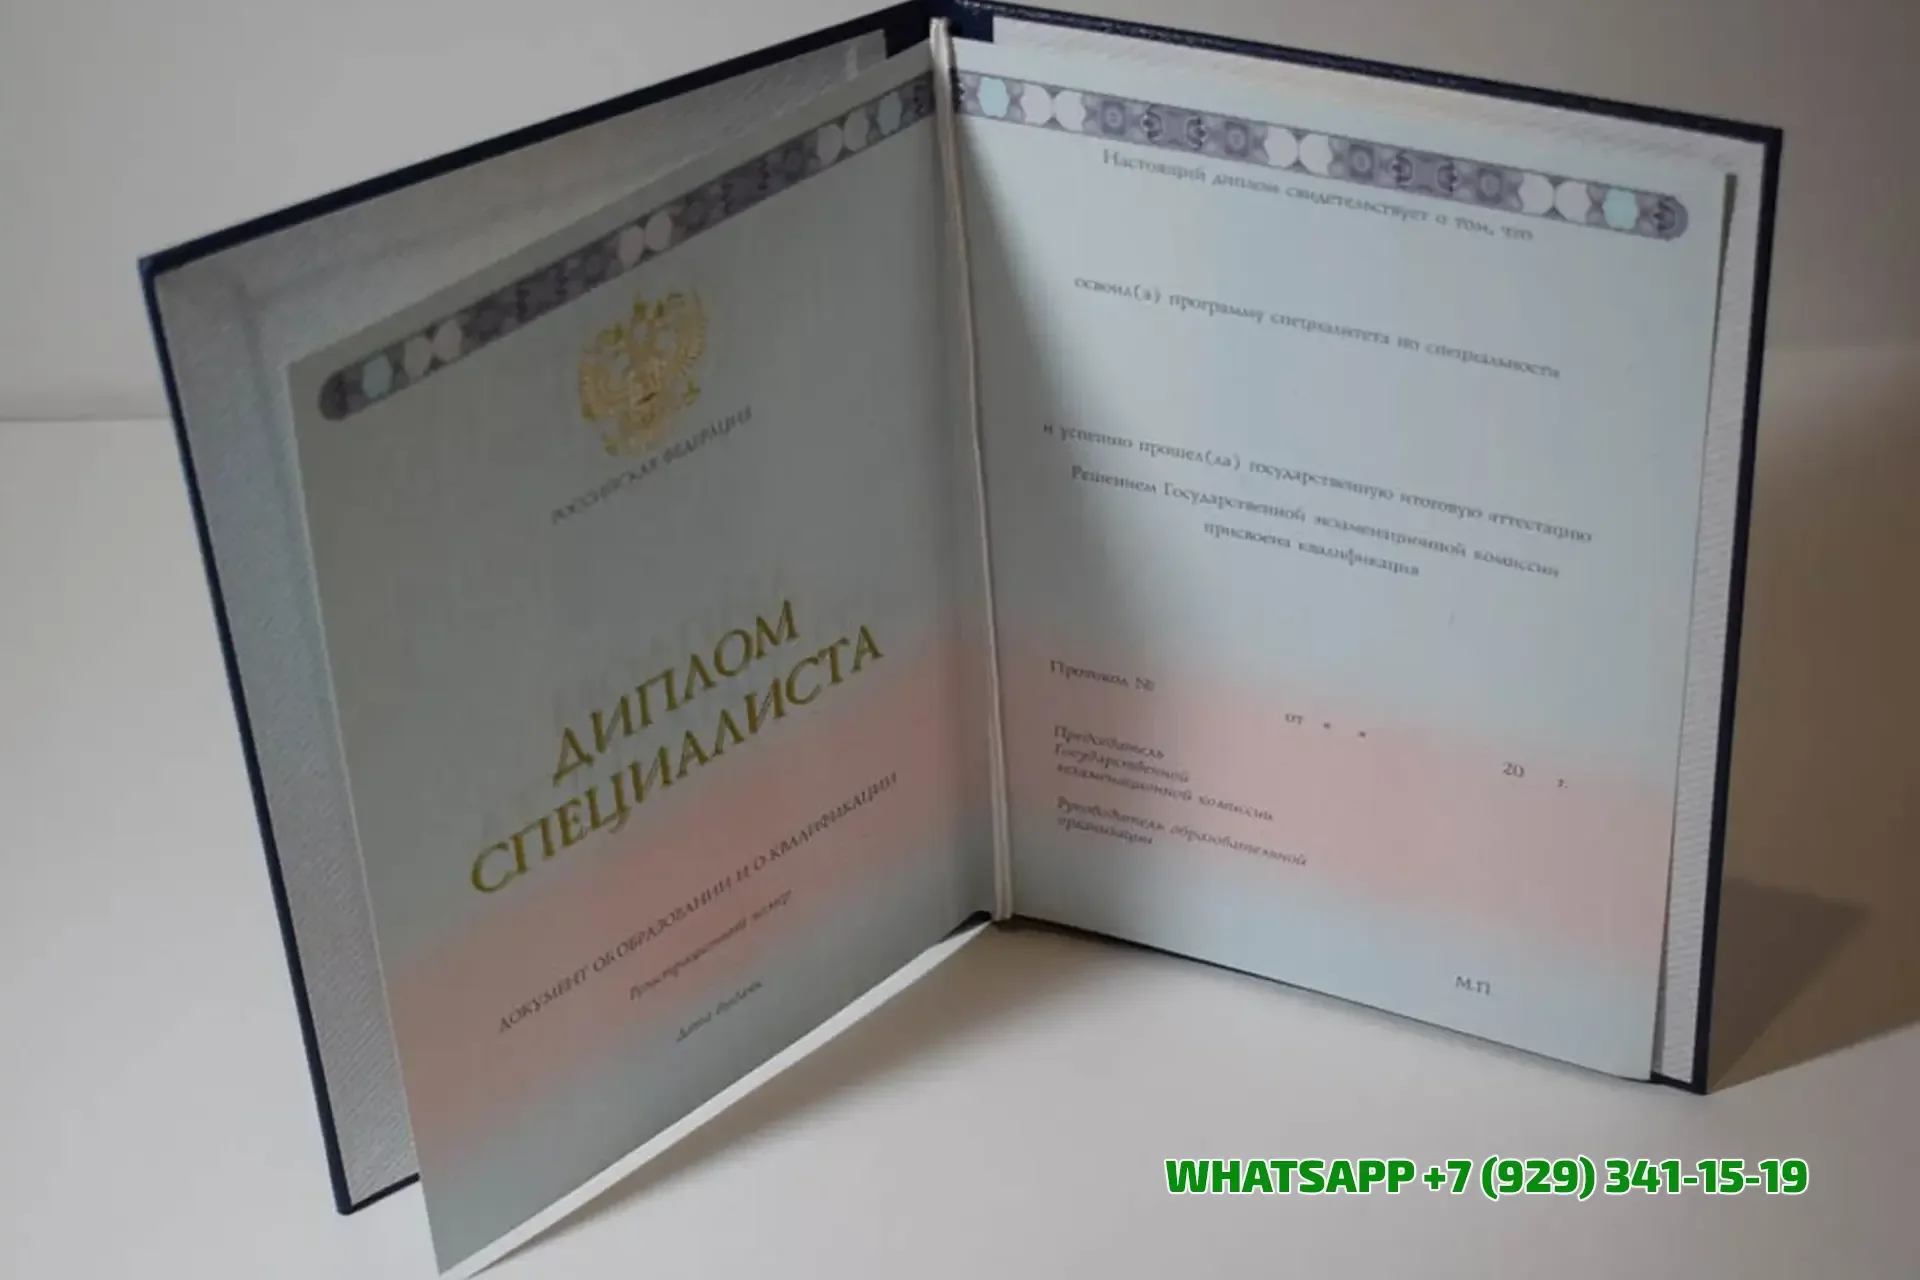 РОССИЙСКАЯ ФЕДЕРАЦИЯ
ДИПЛОМ
СПЕЦИАЛИСТА
ДОКУМЕНТ ОБ ОБРАЗОВАНИИ И О КВАЛИФИКАЦИИ
Регистрационный номер
Дата выдачи
Настоящий диплом свидетельствует о том, что
освоил(а) программу специалитета по специальности
и успешно прошел(ла) государственную итоговую аттестацию
Решением Государственной экзаменационной комиссии
присвоена квалификация
Протокол №
от « »
20 г.
Председатель
Государственной
экзаменационной комиссии
Руководитель образовательной
организации
М.П.
WHATSAPP +7 (929) 341-15-19